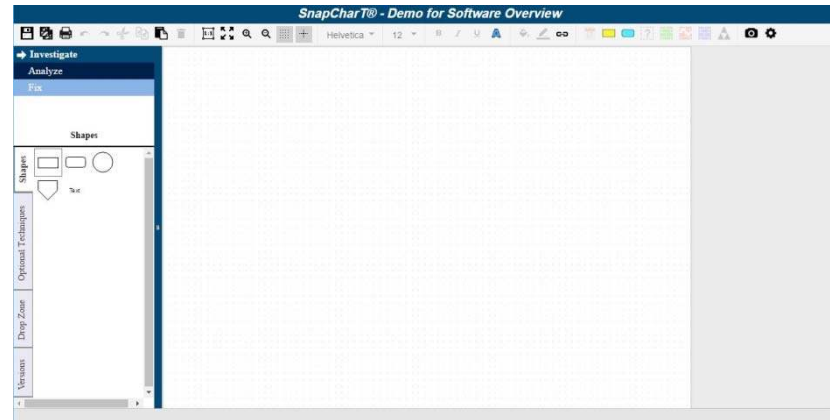 SnapCharT® - Demo for Software Overview
Helvetica 12 B I U A
Investigate
Analyze
Fix
Shapes
Shapes
Text
Optional Techniques
Drop Zone
Versions